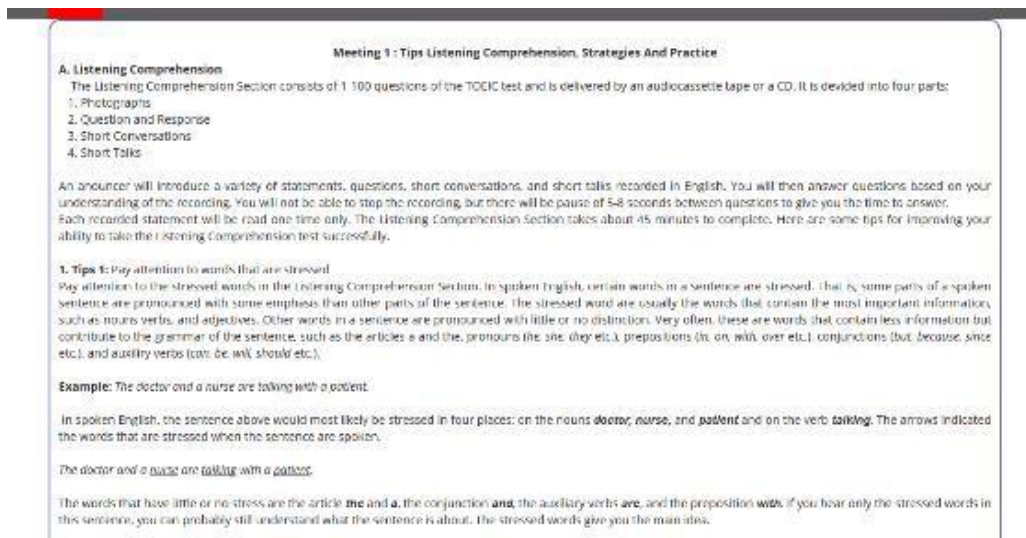 Meeting 1 : Tips Listening Comprehension, Strategies And Practice
A. Listening Comprehension
The Listening Comprehension Section consists of 1 100 questions of the TOEIC test and is delivered by an audiocassette tape or a CD. It is devided into four parts:
1. Photographs
2. Question and Response
3. Short Conversations
4. Short Talks
An anouncer will introduce a variety of statements, questions, short conversations, and short talks recorded in English. You will then answer questions based on your
understanding of the recording. You will not be able to stop the recording, but there will be pause of 5-8 seconds between questions to give you the time to answer.
Each recorded statement will be read one time only. The Listening Comprehension Section takes about 45 minutes to complete. Here are some tips for improving your
ability to take the Listening Comprehension test successfully.
1. Tips 1: Pay attention to words that are stressed
Pay attention to the stressed words in the Listening Comprehension Section. In spoken English, certain words in a sentence are stressed. That is, some parts of a spoken
sentence are pronounced with some emphasis than other parts of the sentence. The stressed word are usually the words that contain the most important information,
such as nouns verbs, and adjectives. Other words in a sentence are pronounced with little or no distinction. Very often, these are words that contain less information but
contribute to the grammar of the sentence, such as the articles a and the, pronouns (he, she, they etc.), prepositions (in, on, with, over etc.), conjunctions (but, because, since
etc.), and auxiliry verbs (can, be, will, should etc.).
Example: The doctor and a nurse are talking with a patient.
In spoken English, the sentence above would most likely be stressed in four places: on the nouns doctor, nurse, and patient and on the verb talking. The arrows indicated
the words that are stressed when the sentence are spoken.
The doctor and a nurse are talking with a patient.
The words that have little or no stress are the article the and a, the conjunction and, the auxiliary verbs are, and the preposition with. If you hear only the stressed words in
this sentence, you can probably still understand what the sentence is about. The stressed words give you the main idea.